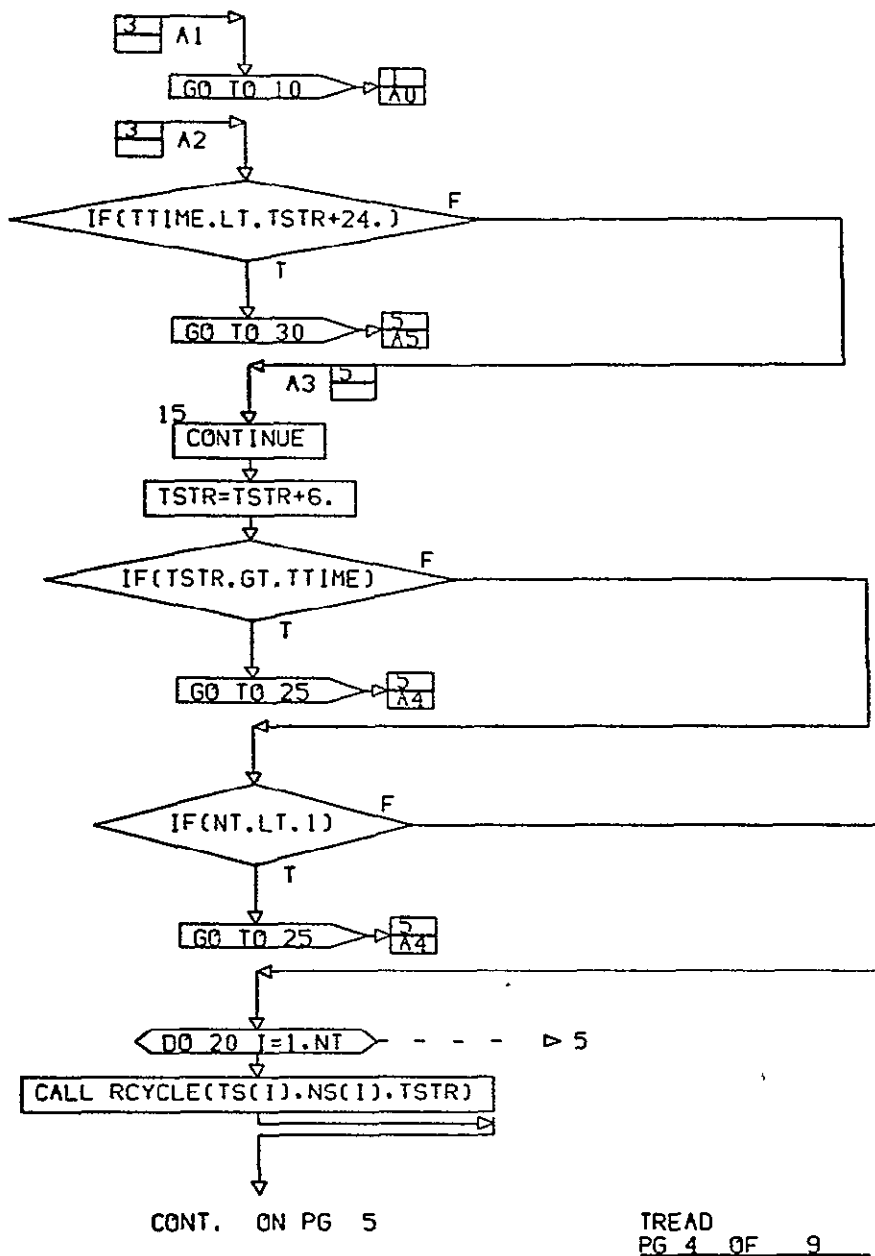 3
A1
GO TO 10
1
A0
3
A2
IF(TTIME.LT.TSTR+24.)
F
T
GO TO 30
5
A5
A3
5
15
CONTINUE
TSTR=TSTR+6.
IF(TSTR.GT.TTIME)
F
T
GO TO 25
5
A4
IF(NT.LT.1)
F
T
GO TO 25
5
A4
DO 20 I=1.NT
5
CALL RCYCLE(TS(I).NS(I).TSTR)
CONT. ON PG 5
TREAD
PG 4 OF 9